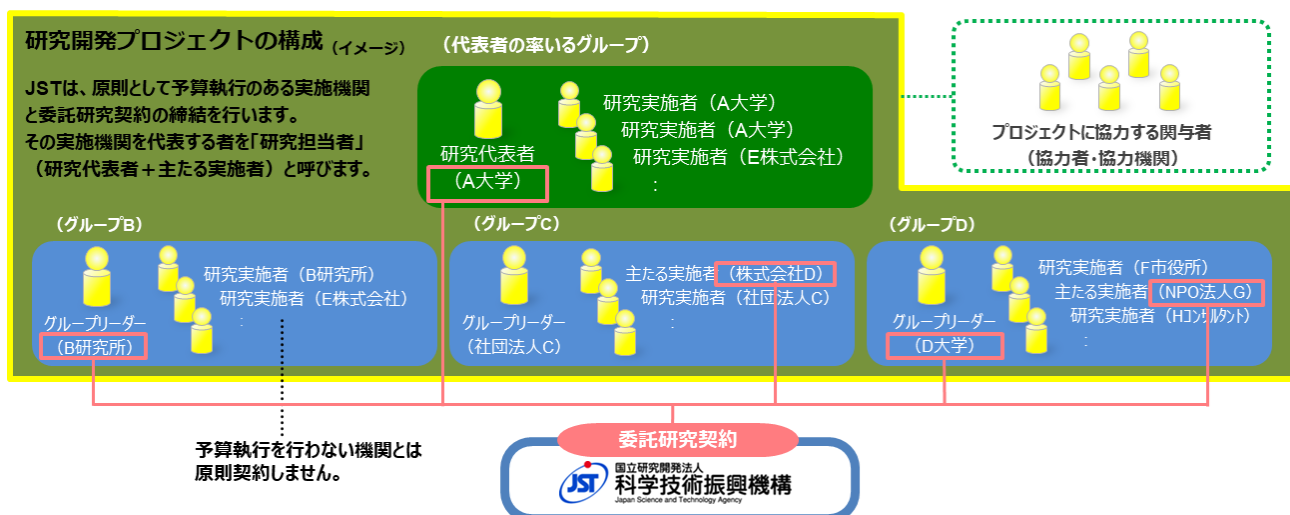 研究開発プロジェクトの構成（イメージ）
JSTは、原則として予算執行のある実施機関
と委託研究契約の締結を行います。
その実施機関を代表する者を「研究担当者」
（研究代表者＋主たる実施者）と呼びます。
（代表者の率いるグループ）
研究代表者
（A大学）
研究実施者（A大学）
研究実施者（A大学）
研究実施者（E株式会社）
:
プロジェクトに協力する関与者
（協力者・協力機関）
（グループB）
グループリーダー
（B研究所）
研究実施者（B研究所）
研究実施者（E株式会社）
:
（グループC）
グループリーダー
（社団法人C）
主たる実施者（株式会社D）
研究実施者（社団法人C）
:
（グループD）
グループリーダー
（D大学）
研究実施者（F市役所）
主たる実施者（NPO法人G）
研究実施者（Hｺﾝｻﾙﾀﾝﾄ）
:
予算執行を行わない機関とは
原則契約しません。
委託研究契約
JST
国立研究開発法人
科学技術振興機構
Japan Science and Technology Agency